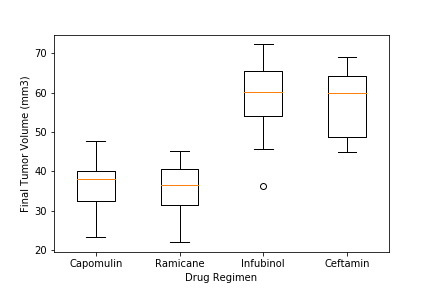 Final Tumor Volume (mm3)
70
60
50
40
30
20
Capomulin Ramicane Infubinol Ceftamin
Drug Regimen